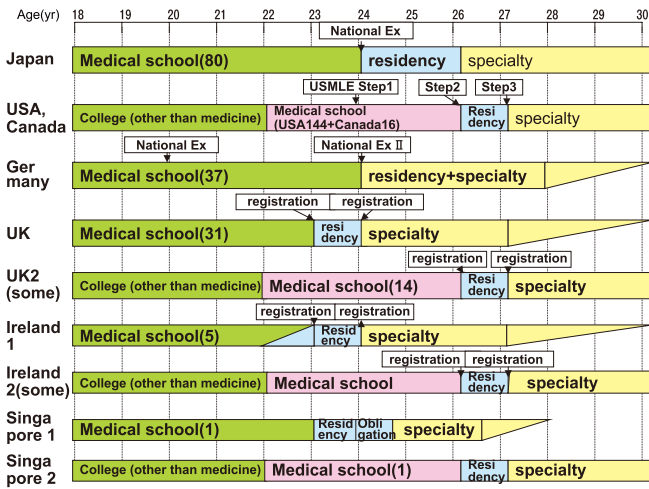 Age(yr) 18 19 20 21 22 23 24 25 26 27 28 29 30
National Ex
Japan Medical school(80) residency specialty
USMLE Step1 Step2 Step3
USA,
Canada
College (other than medicine)
Medical school
(USA144+Canada16)
Resi
dency
specialty
National Ex National Ex II
Ger
many
Medical school(37) residency+specialty
registration registration
UK Medical school(31)
resi
dency
specialty
registration registration
UK2
(some)
College (other than medicine) Medical school(14)
Resi
dency
specialty
registration registration
Ireland
1
Medical school(5)
Resid
ency
specialty
registration registration
Ireland
2(some)
College (other than medicine) Medical school
Resi
dency
specialty
Singa
pore 1
Medical school(1)
Resid
ency
Obli
gation
specialty
Singa
pore 2
College (other than medicine) Medical school(1)
Resi
dency
specialty